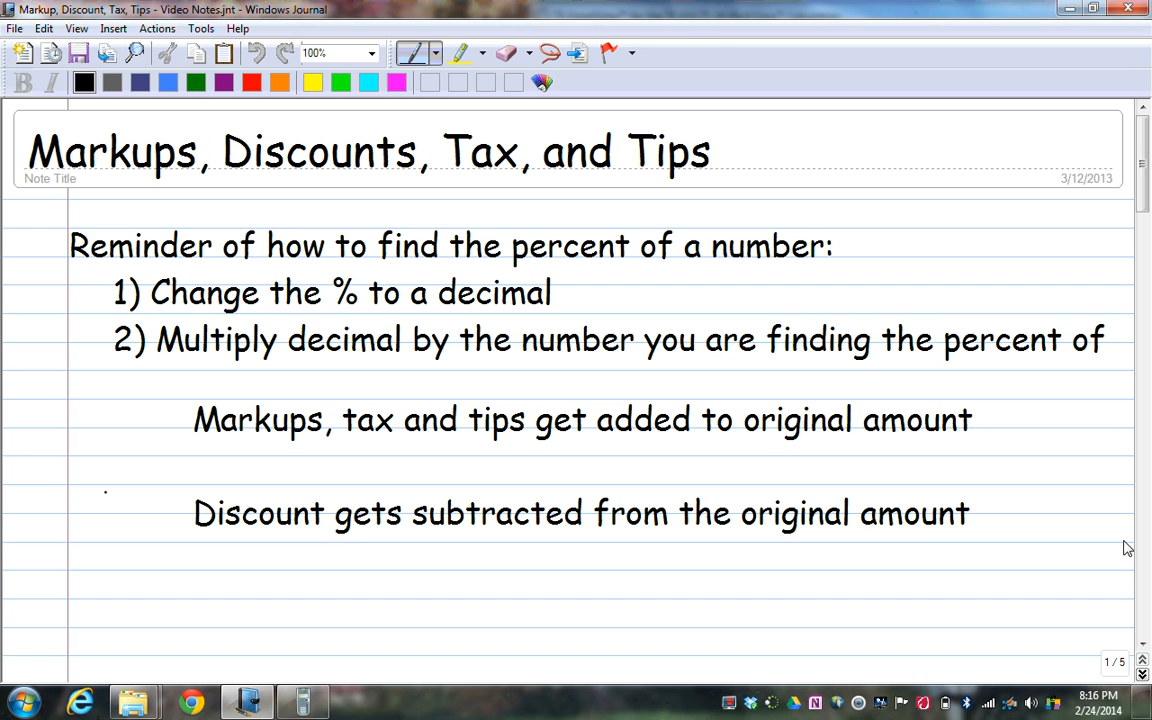 Markup, Discount, Tax, Tips - Video Notes.jnt - Windows Journal
File Edit View Insert Actions Tools Help
100%
B I
Markups, Discounts, Tax, and Tips
Note Title 3/12/2013
Reminder of how to find the percent of a number:
1) Change the % to a decimal
2) Multiply decimal by the number you are finding the percent of
Markups, tax and tips get added to original amount
Discount gets subtracted from the original amount
1 / 5
8:16 PM
2/24/2014